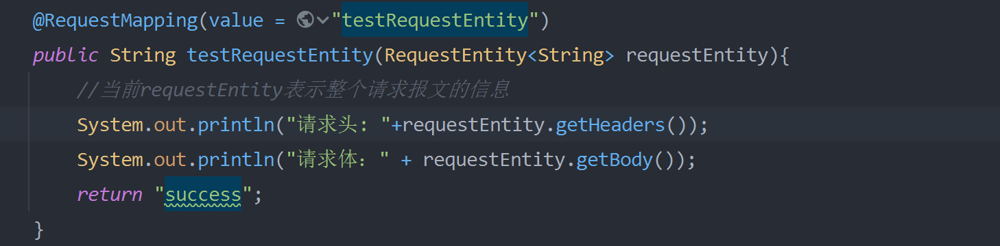 @RequestMapping(value = "testRequestEntity")
public String testRequestEntity(RequestEntity<String> requestEntity){
//当前requestEntity表示整个请求报文的信息
System.out.println("请求头："+requestEntity.getHeaders());
System.out.println("请求体：" + requestEntity.getBody());
return "success";
}